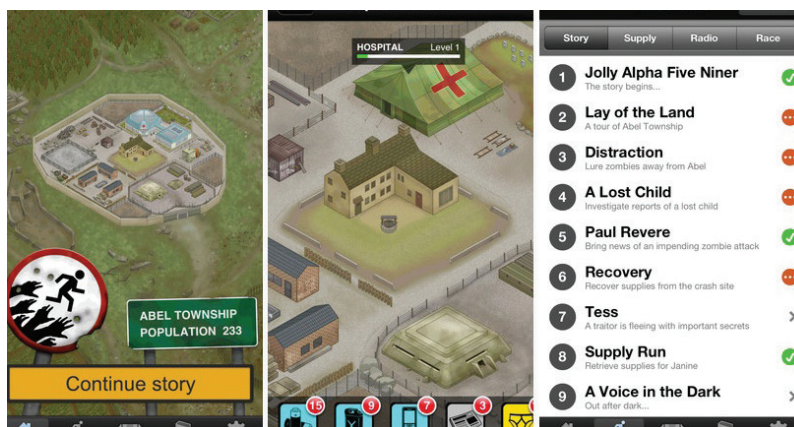 ABEL TOWNSHIP
POPULATION 233
Continue story
HOSPITAL Level 1
15 9 7 3
Story Supply Radio Race
1 Jolly Alpha Five Niner
The story begins...
2 Lay of the Land
A tour of Abel Township
3 Distraction
Lure zombies away from Abel
4 A Lost Child
Investigate reports of a lost child
5 Paul Revere
Bring news of an impending zombie attack
6 Recovery
Recover supplies from the crash site
7 Tess
A traitor is fleeing with important secrets
8 Supply Run
Retrieve supplies for Janine
9 A Voice in the Dark
Out after dark...